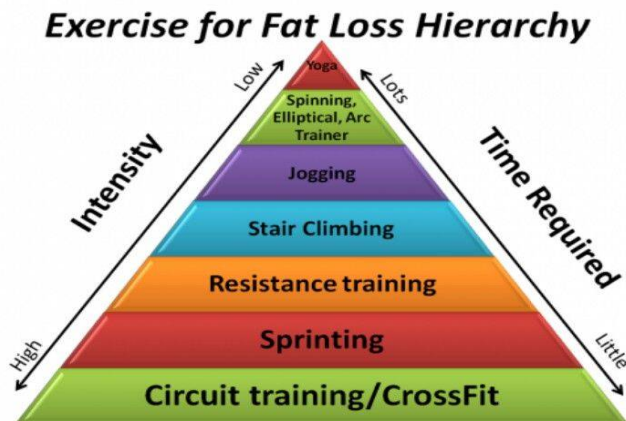 Exercise for Fat Loss Hierarchy
Low
Lots
Intensity
Time Required
High
Little
Yoga
Spinning,
Elliptical, Arc
Trainer
Jogging
Stair Climbing
Resistance training
Sprinting
Circuit training/CrossFit